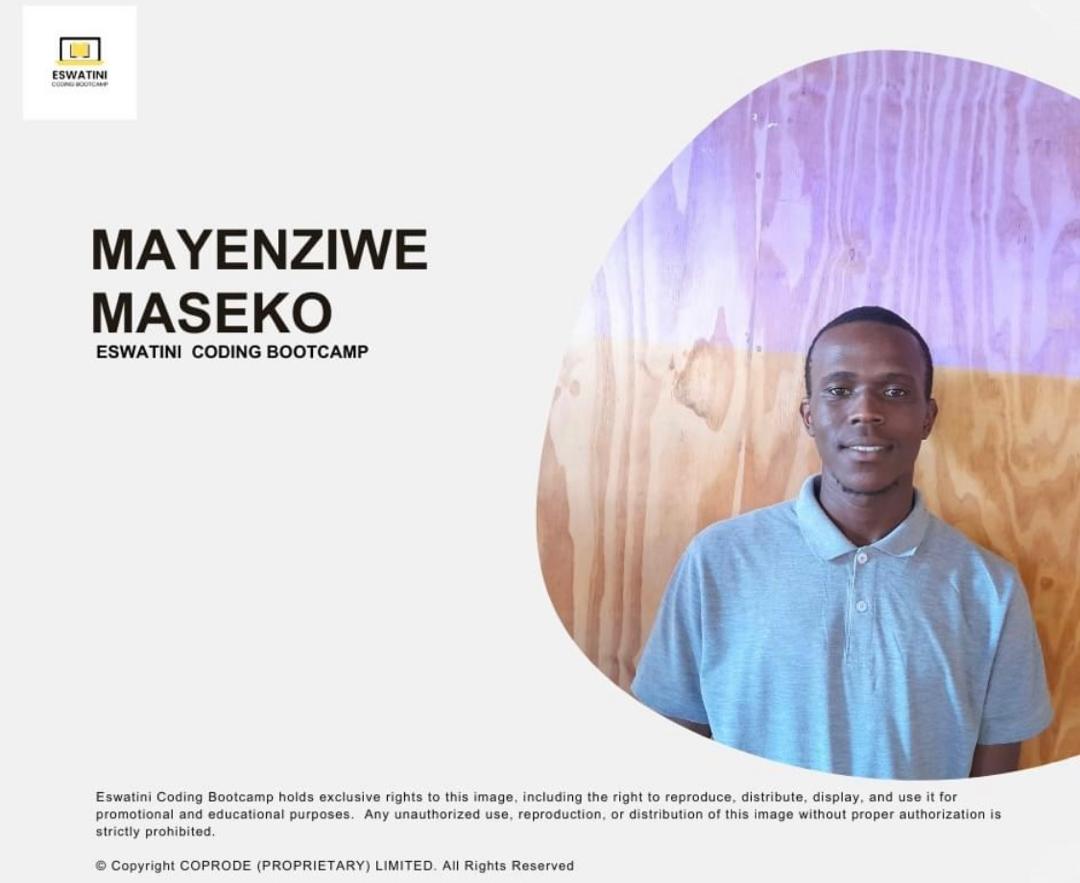 ESWATINI
CODING BOOTCAMP
MAYENZIWE
MASEKO
ESWATINI  CODING BOOTCAMP
Eswatini Coding Bootcamp holds exclusive rights to this image, including the right to reproduce, distribute, display, and use it for
promotional and educational purposes.  Any unauthorized use, reproduction, or distribution of this image without proper authorization is
strictly prohibited.
© Copyright COPRODE (PROPRIETARY) LIMITED. All Rights Reserved